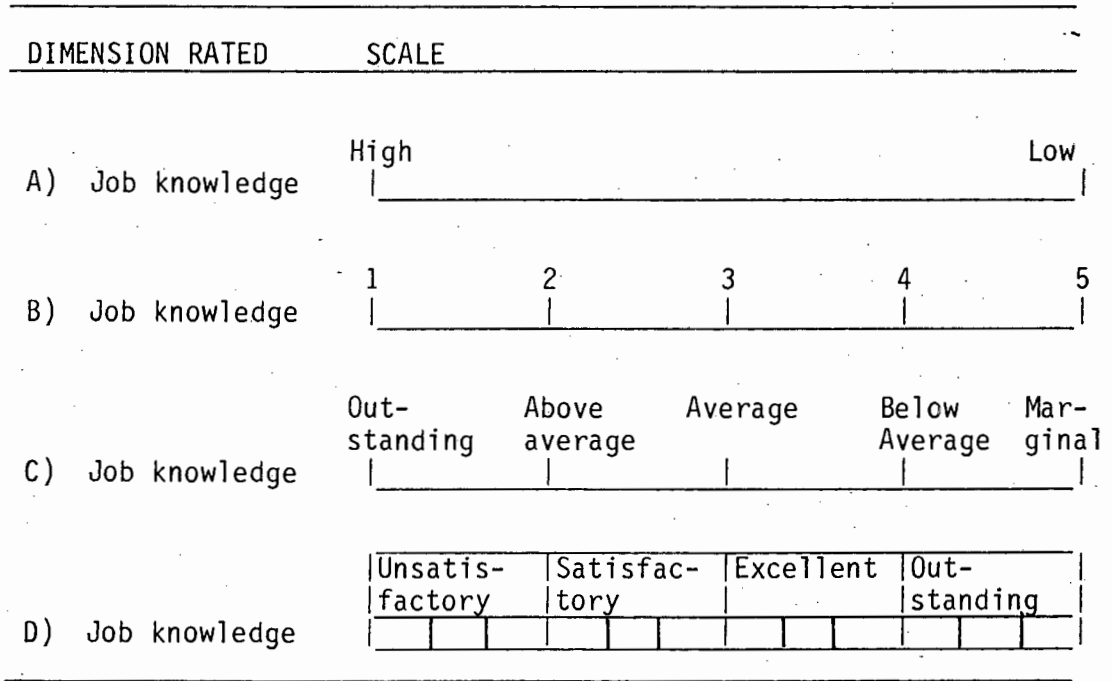 DIMENSION RATED SCALE
High Low
A) Job knowledge
1 2 3 4 5
B) Job knowledge
Out- Above Average Below Mar-
standing average Average ginal
C) Job knowledge
Unsatis- Satisfac- Excellent Out-
factory tory standing
D) Job knowledge